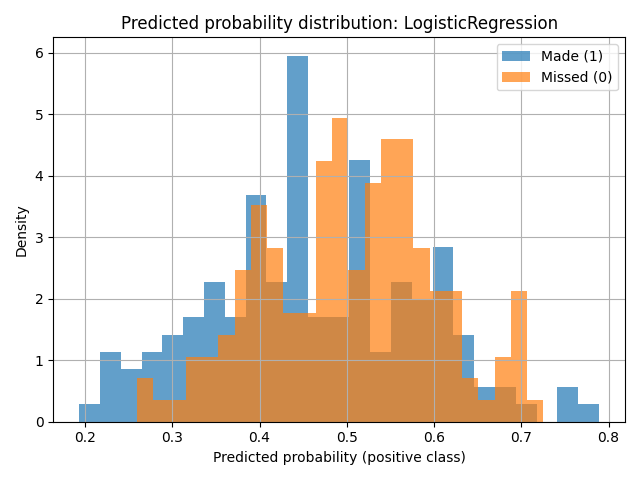 Predicted probability distribution: LogisticRegression
Made (1)
Missed (0)
Density
6
5
4
3
2
1
0
0.2 0.3 0.4 0.5 0.6 0.7 0.8
Predicted probability (positive class)